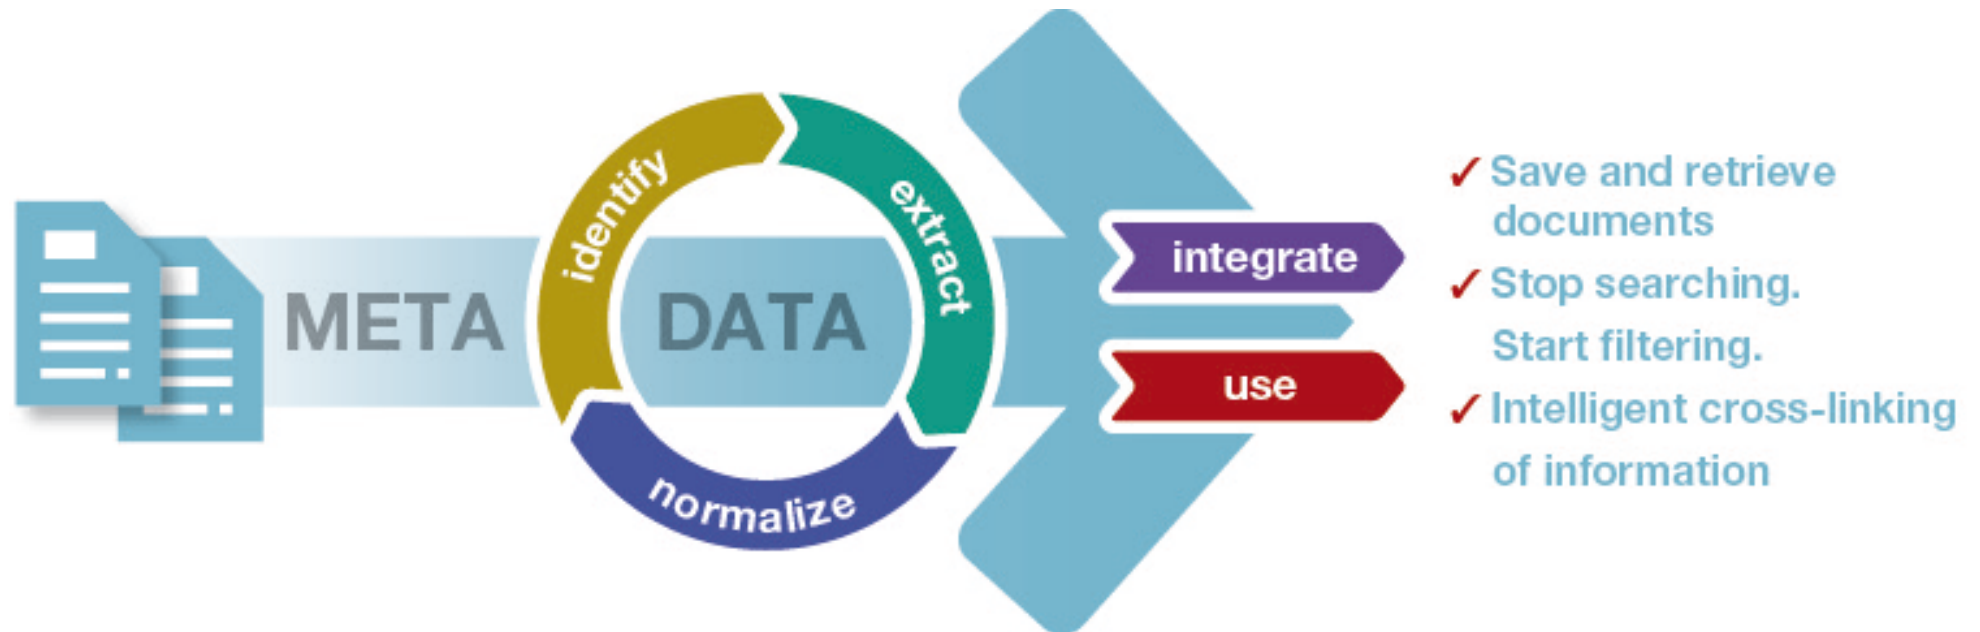 META
DATA
identify
extract
normalize
integrate
use
✓ Save and retrieve
documents
✓ Stop searching.
Start filtering.
✓ Intelligent cross-linking
of information